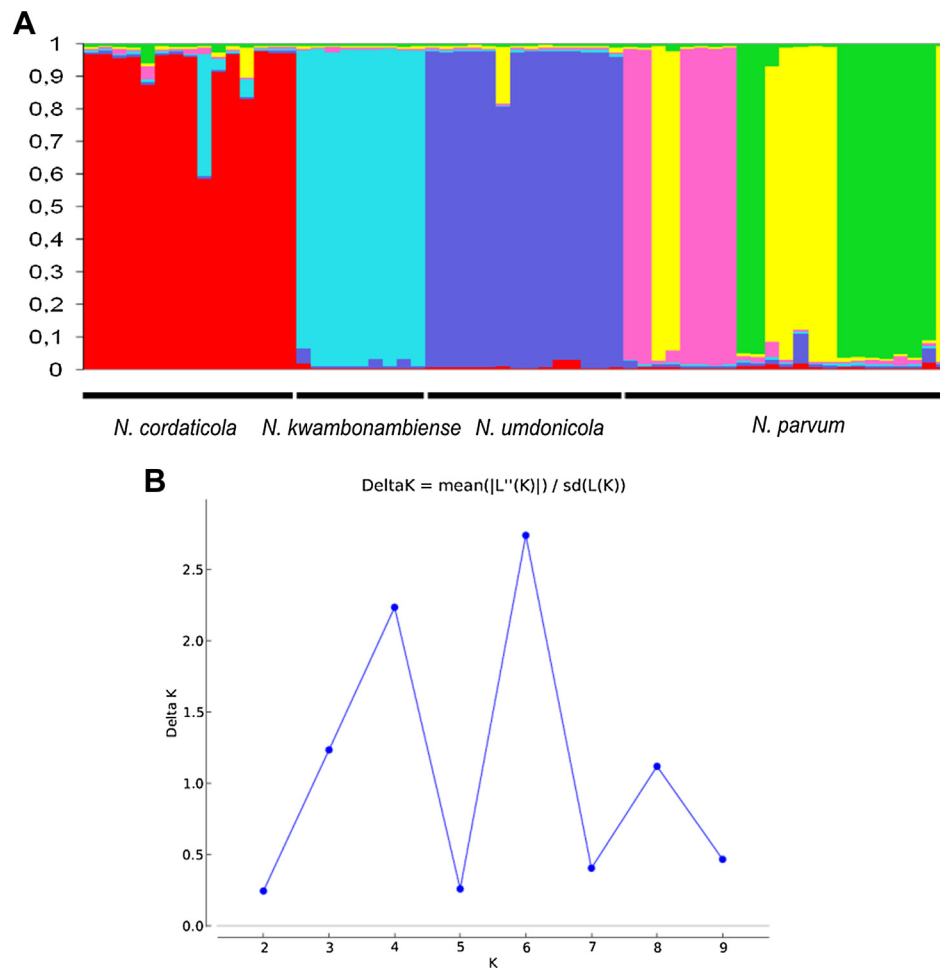 A
1
0,9
0,8
0,7
0,6
0,5
0,4
0,3
0,2
0,1
0
N. cordaticola N. kwambonambiense N. umdonicola N. parvum
B
DeltaK = mean(|L''(K)|) / sd(L(K))
Delta K
2.5
2.0
1.5
1.0
0.5
0.0
2 3 4 5 6 7 8 9
K